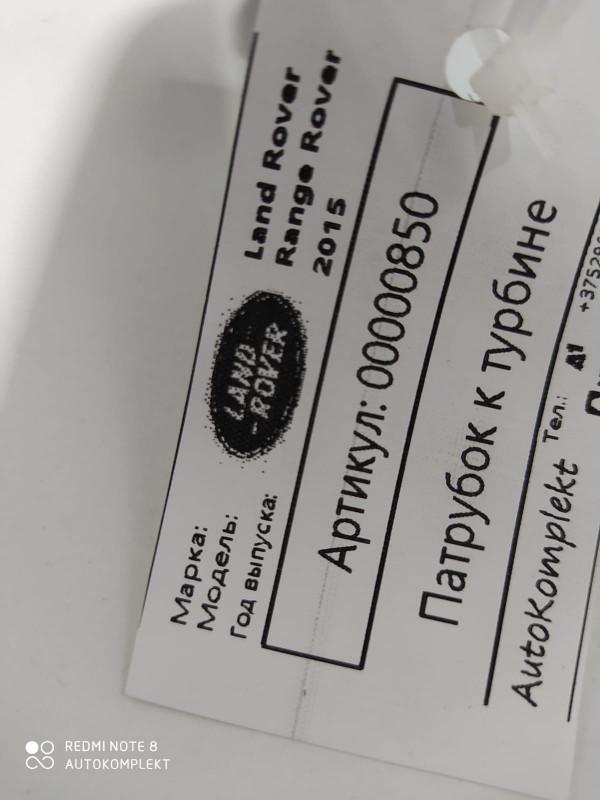 Марка: Land Rover
Модель: Range Rover
Год выпуска: 2015
LAND
-ROVER
Артикул: 00000850
Патрубок к турбине
AutoKomplekt Тел.: A1
REDMI NOTE 8
AUTOKOMPLEKT